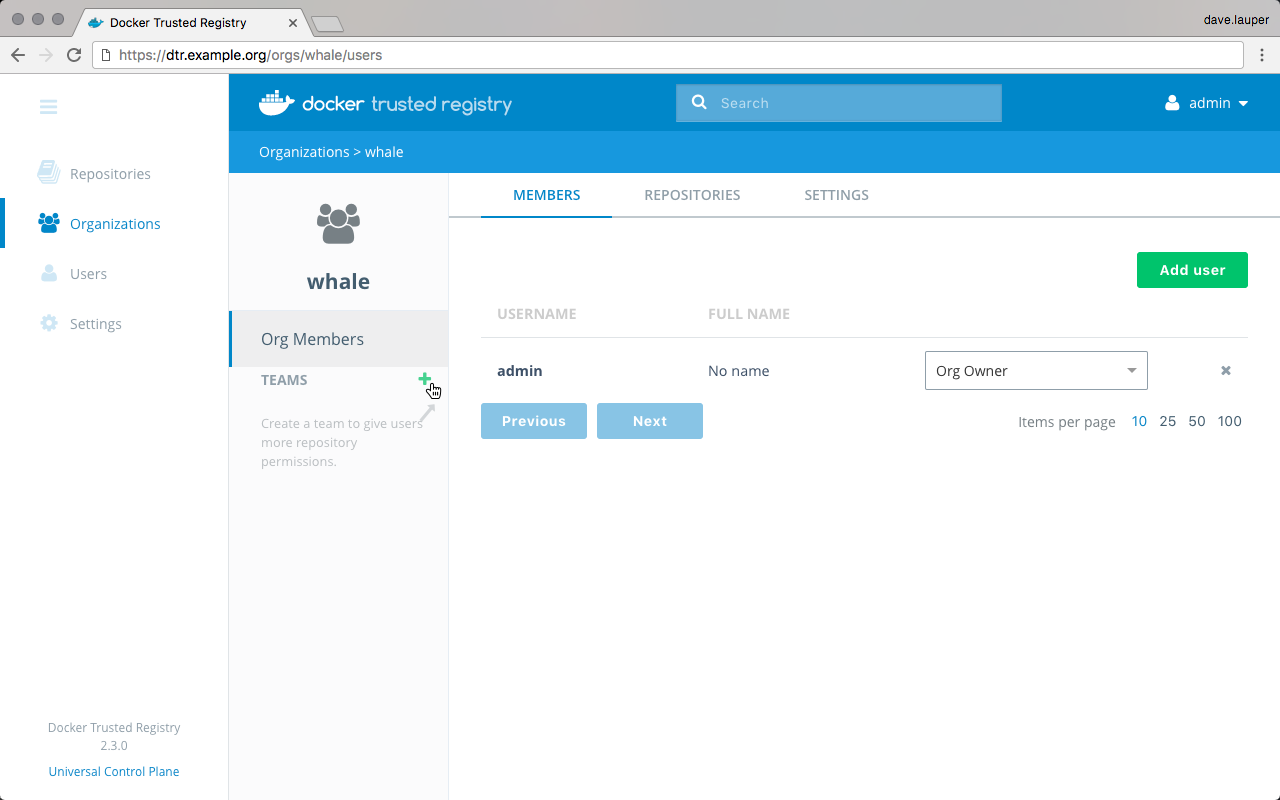 Docker Trusted Registry
dave.lauper
https://dtr.example.org/orgs/whale/users
docker trusted registry
Search
admin
Organizations > whale
Repositories
Organizations
Users
Settings
whale
Org Members
TEAMS
Create a team to give users
more repository
permissions.
MEMBERS
REPOSITORIES
SETTINGS
Add user
USERNAME
FULL NAME
admin
No name
Org Owner
Previous
Next
Items per page
10
25
50
100
Docker Trusted Registry
2.3.0
Universal Control Plane